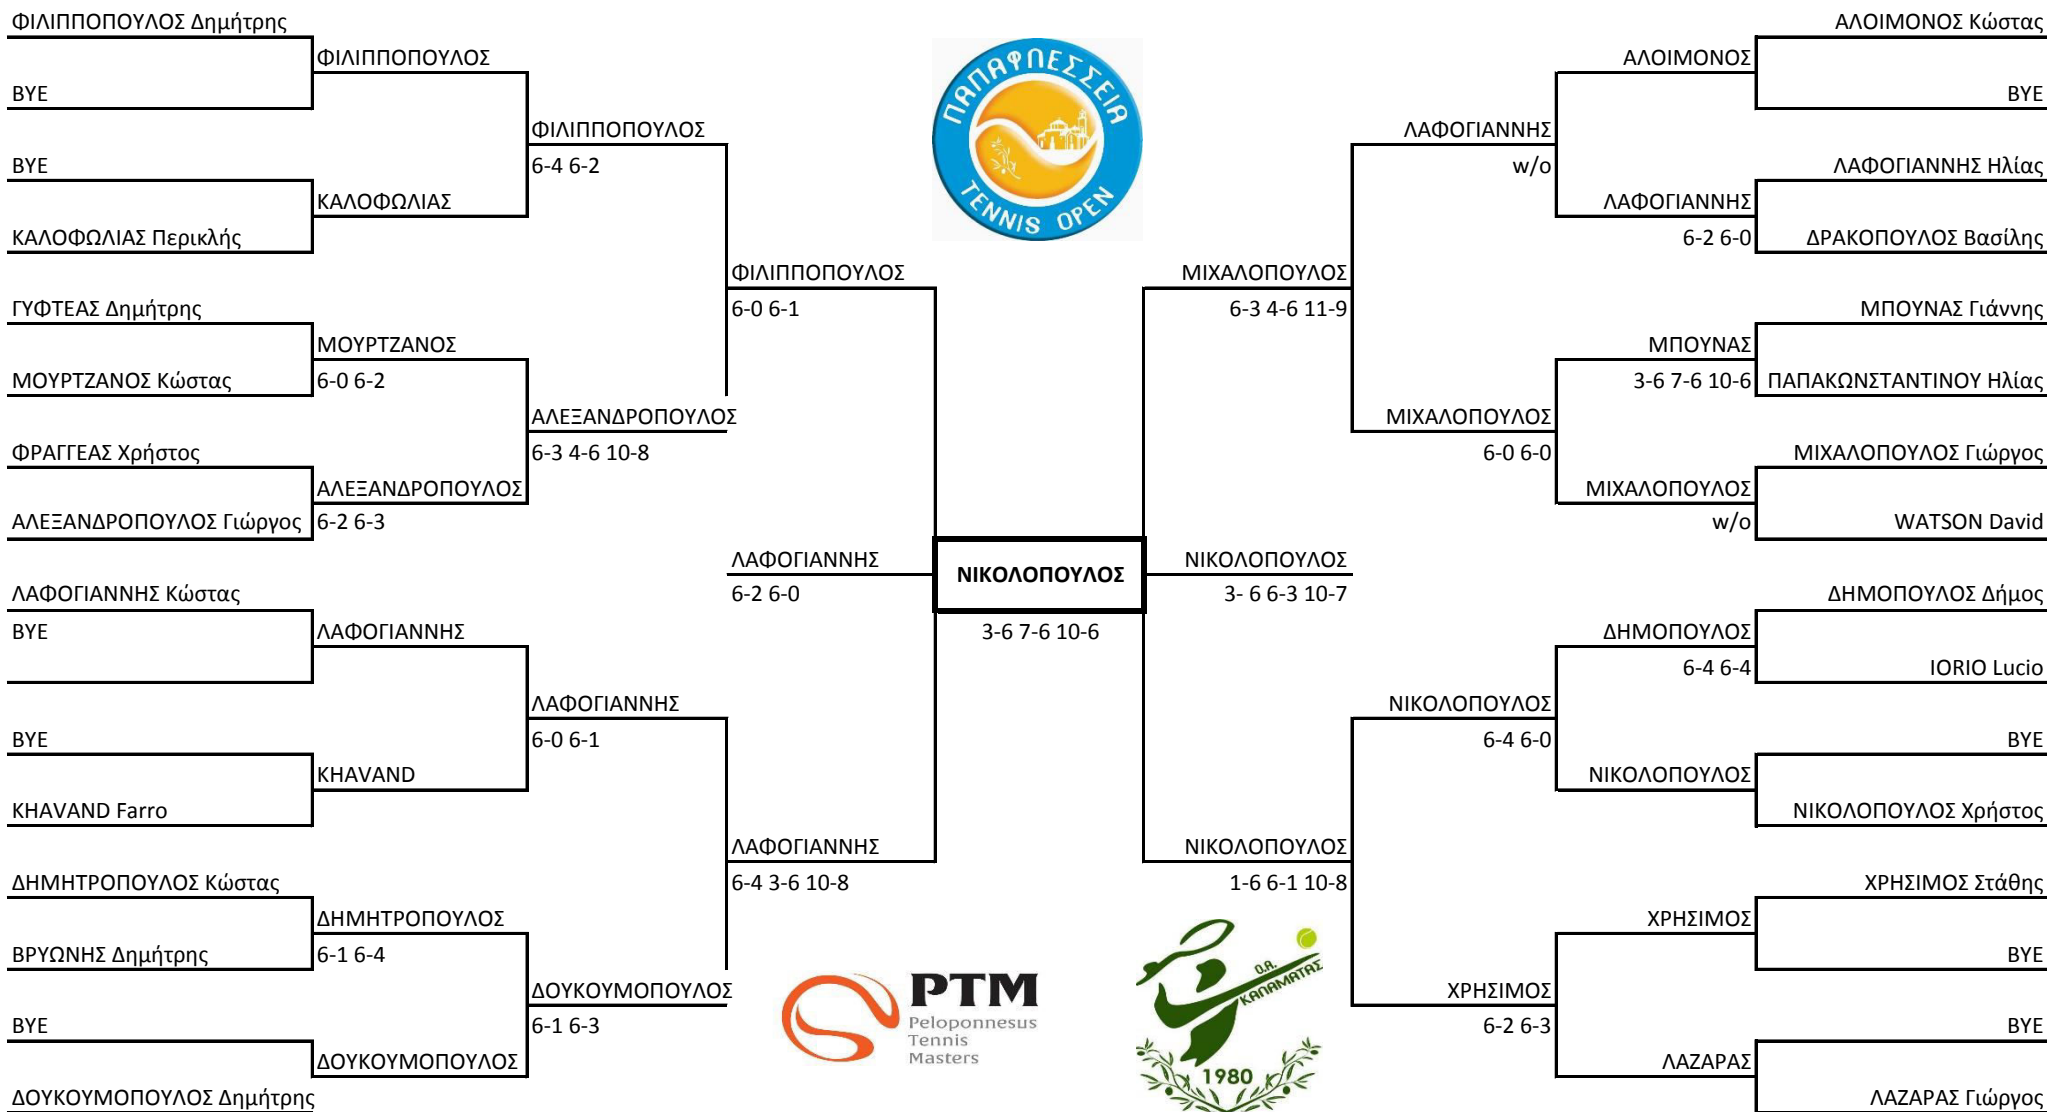 ΦΙΛΙΠΠΟΠΟΥΛΟΣ Δημήτρης
ΦΙΛΙΠΠΟΠΟΥΛΟΣ
BYE
ΦΙΛΙΠΠΟΠΟΥΛΟΣ
6-4 6-2
BYE
ΚΑΛΟΦΩΛΙΑΣ
ΚΑΛΟΦΩΛΙΑΣ Περικλής
ΦΙΛΙΠΠΟΠΟΥΛΟΣ
6-0 6-1
ΓΥΦΤΕΑΣ Δημήτρης
ΜΟΥΡΤΖΑΝΟΣ
6-0 6-2
ΜΟΥΡΤΖΑΝΟΣ Κώστας
ΑΛΕΞΑΝΔΡΟΠΟΥΛΟΣ
6-3 4-6 10-8
ΦΡΑΓΓΕΑΣ Χρήστος
ΑΛΕΞΑΝΔΡΟΠΟΥΛΟΣ
6-2 6-3
ΑΛΕΞΑΝΔΡΟΠΟΥΛΟΣ Γιώργος
ΛΑΦΟΓΙΑΝΝΗΣ
6-2 6-0
ΛΑΦΟΓΙΑΝΝΗΣ Κώστας
BYE
ΛΑΦΟΓΙΑΝΝΗΣ
ΛΑΦΟΓΙΑΝΝΗΣ
6-0 6-1
BYE
KHAVAND
KHAVAND Farro
ΛΑΦΟΓΙΑΝΝΗΣ
6-4 3-6 10-8
ΔΗΜΗΤΡΟΠΟΥΛΟΣ Κώστας
ΔΗΜΗΤΡΟΠΟΥΛΟΣ
6-1 6-4
ΒΡΥΩΝΗΣ Δημήτρης
ΔΟΥΚΟΥΜΟΠΟΥΛΟΣ
6-1 6-3
BYE
ΔΟΥΚΟΥΜΟΠΟΥΛΟΣ
ΔΟΥΚΟΥΜΟΠΟΥΛΟΣ Δημήτρης
ΠΑΠΑΦΛΕΣΣΕΙΑ
TENNIS OPEN
ΝΙΚΟΛΟΠΟΥΛΟΣ
3-6 7-6 10-6
PTM
Peloponnesus
Tennis
Masters
Ο.Α.
ΚΑΛΑΜΑΤΑΣ
1980
ΑΛΟΙΜΟΝΟΣ Κώστας
ΑΛΟΙΜΟΝΟΣ
BYE
ΛΑΦΟΓΙΑΝΝΗΣ
w/o
ΛΑΦΟΓΙΑΝΝΗΣ Ηλίας
ΛΑΦΟΓΙΑΝΝΗΣ
6-2 6-0
ΔΡΑΚΟΠΟΥΛΟΣ Βασίλης
ΜΙΧΑΛΟΠΟΥΛΟΣ
6-3 4-6 11-9
ΜΠΟΥΝΑΣ Γιάννης
ΜΠΟΥΝΑΣ
3-6 7-6 10-6
ΠΑΠΑΚΩΝΣΤΑΝΤΙΝΟΥ Ηλίας
ΜΙΧΑΛΟΠΟΥΛΟΣ
6-0 6-0
ΜΙΧΑΛΟΠΟΥΛΟΣ Γιώργος
ΜΙΧΑΛΟΠΟΥΛΟΣ
w/o
WATSON David
ΝΙΚΟΛΟΠΟΥΛΟΣ
3- 6 6-3 10-7
ΔΗΜΟΠΟΥΛΟΣ Δήμος
ΔΗΜΟΠΟΥΛΟΣ
6-4 6-4
IORIO Lucio
ΝΙΚΟΛΟΠΟΥΛΟΣ
6-4 6-0
BYE
ΝΙΚΟΛΟΠΟΥΛΟΣ
ΝΙΚΟΛΟΠΟΥΛΟΣ Χρήστος
ΝΙΚΟΛΟΠΟΥΛΟΣ
1-6 6-1 10-8
ΧΡΗΣΙΜΟΣ Στάθης
ΧΡΗΣΙΜΟΣ
BYE
ΧΡΗΣΙΜΟΣ
6-2 6-3
BYE
ΛΑΖΑΡΑΣ
ΛΑΖΑΡΑΣ Γιώργος